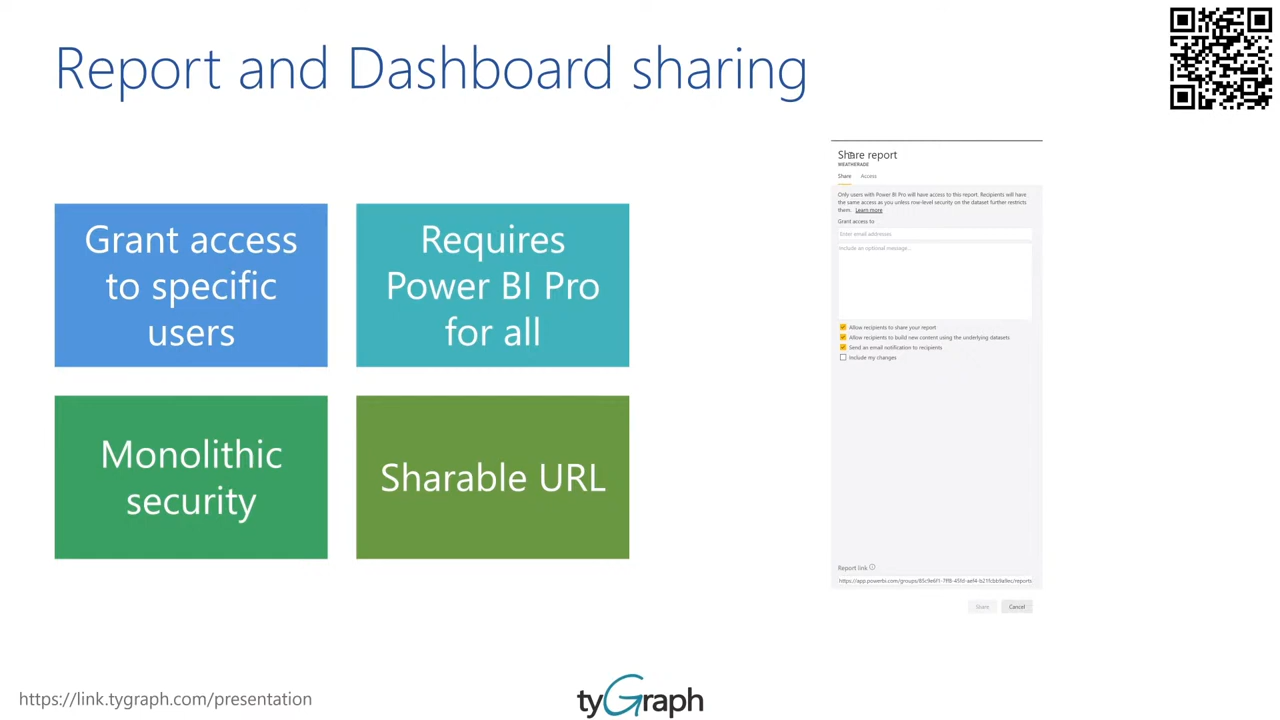 Report and Dashboard sharing
Grant access
to specific
users
Requires
Power BI Pro
for all
Monolithic
security
Sharable URL
Share report
WEATHERADE
Share Access
Only users with Power BI Pro will have access to this report. Recipients will have
the same access as you unless row-level security on the dataset further restricts
them. Learn more
Grant access to
Enter email addresses
Include an optional message...
Allow recipients to share your report
Allow recipients to build new content using the underlying datasets
Send an email notification to recipients
Include my changes
Report link
Share Cancel
https://link.tygraph.com/presentation
tyGraph